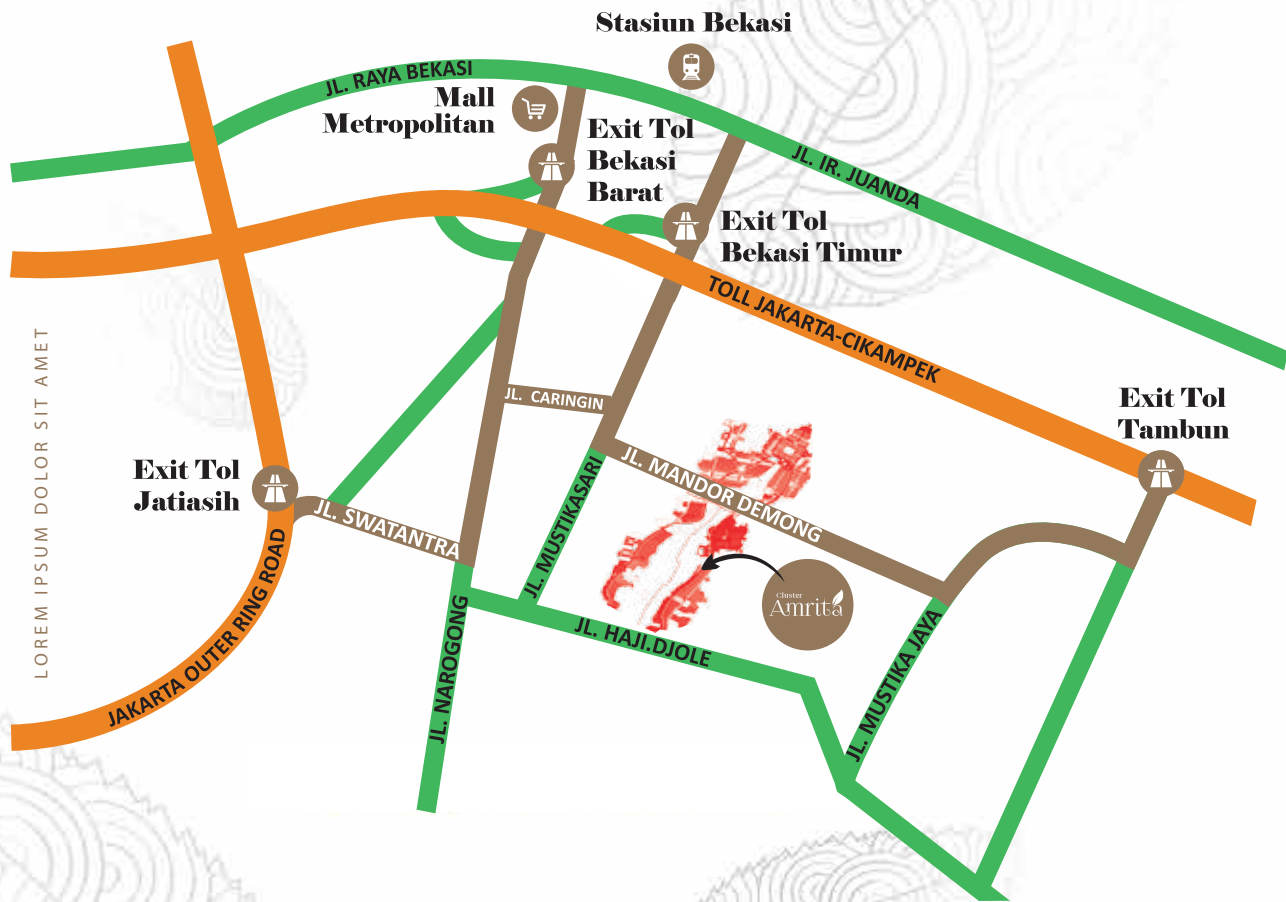 Stasiun Bekasi
JL. RAYA BEKASI
Mall
Metropolitan
Exit Tol
Bekasi
Barat
JL. IR. JUANDA
Exit Tol
Bekasi Timur
TOLL JAKARTA-CIKAMPEK
LOREM IPSUM DOLOR SIT AMET
JL. CARINGIN
Exit Tol
Tambun
Exit Tol
Jatiasih
JL. SWATANTRA
JL. MUSTIKASARI
JL. MANDOR DEMONG
JAKARTA OUTER RING ROAD
Cluster
Amrita
JL. NAROGONG
JL. HAJI.DJOLE
JL. MUSTIKA JAYA